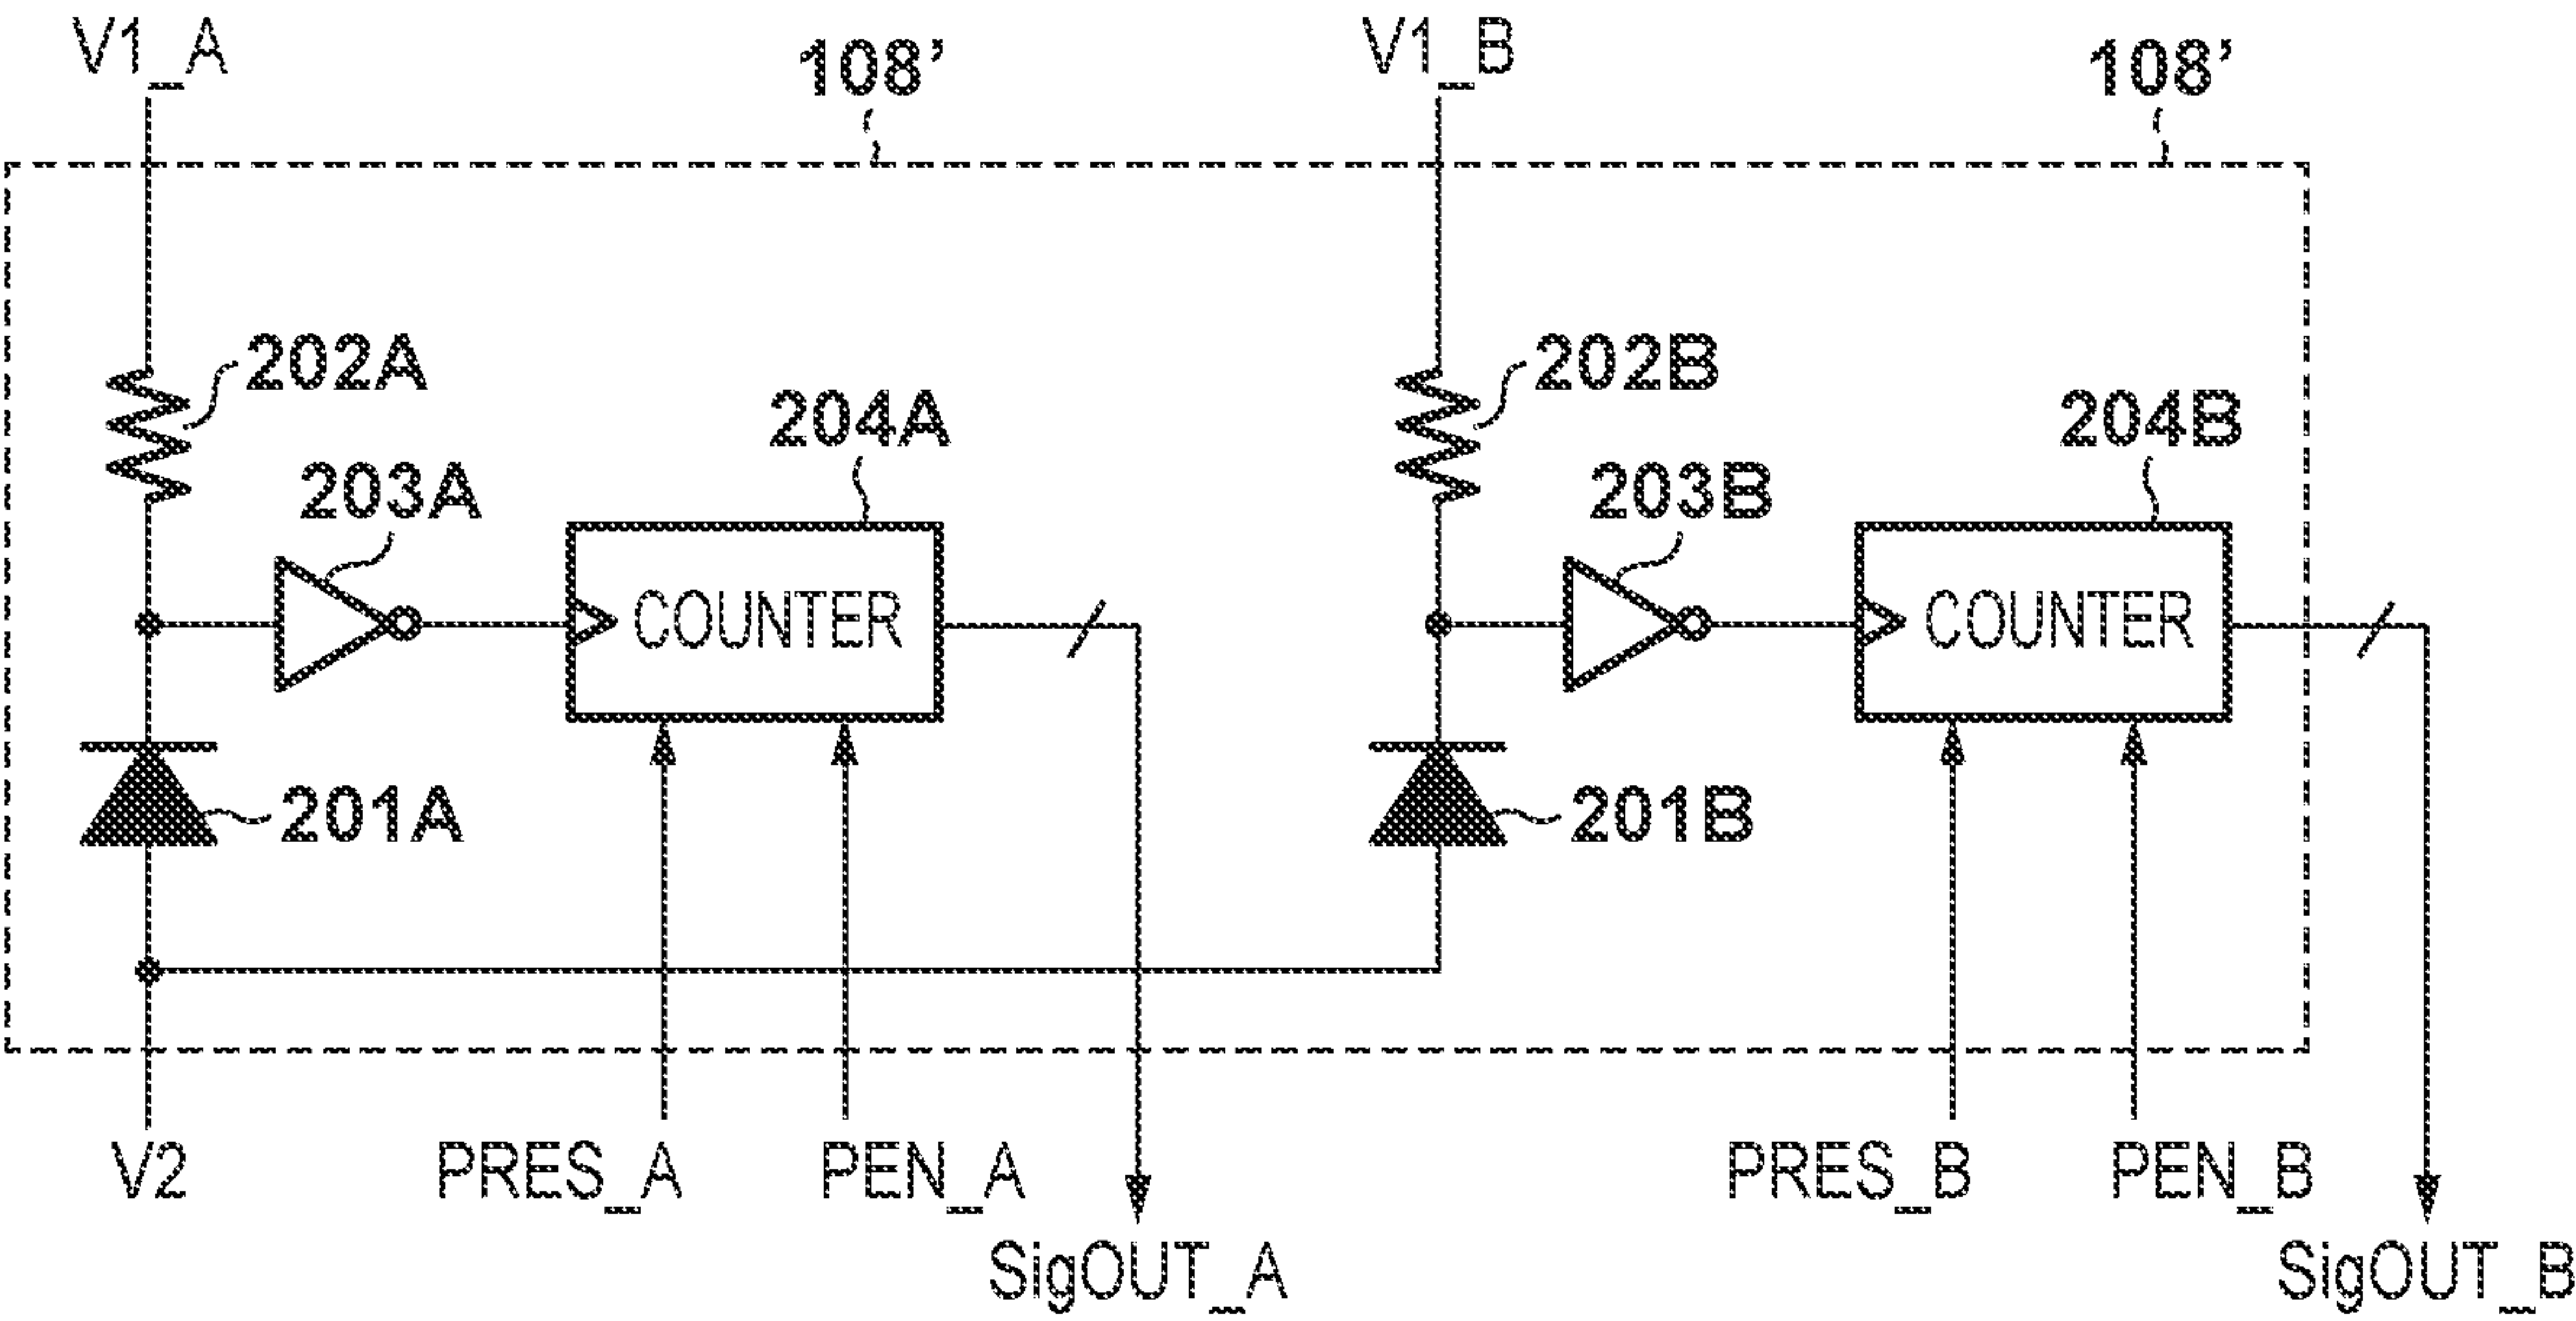 V1_A
108’
V1_B
108’
202A
204A
203A
COUNTER
201A
202B
204B
203B
COUNTER
201B
V2
PRES_A
PEN_A
SigOUT_A
PRES_B
PEN_B
SigOUT_B